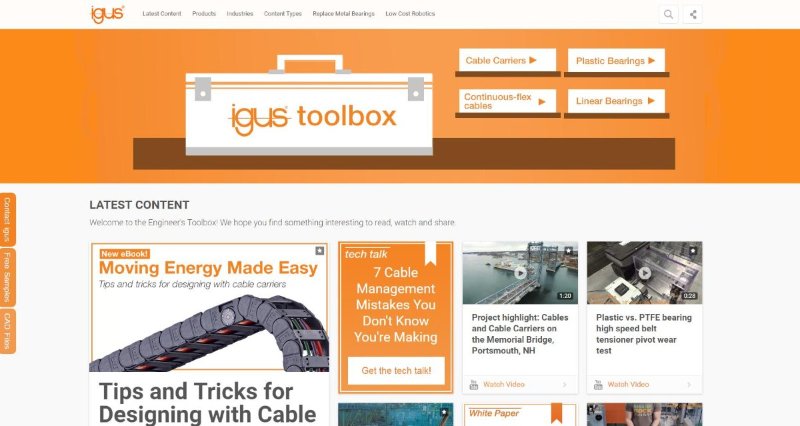 igus®
Latest Content Products Industries Content Types Replace Metal Bearings Low Cost Robotics
igus® toolbox
Cable Carriers
Plastic Bearings
Continuous-flex
cables
Linear Bearings
Contact igus
Free Samples
CAD Files
LATEST CONTENT
Welcome to the Engineer's Toolbox! We hope you find something interesting to read, watch and share.
New eBook!
Moving Energy Made Easy
Tips and tricks for designing with cable carriers
Tips and Tricks for
Designing with Cable
tech talk
7 Cable
Management
Mistakes You
Don't Know
You're Making
Get the tech talk!
1:20
Project highlight: Cables
and Cable Carriers on
the Memorial Bridge,
Portsmouth, NH
Watch Video
0:28
Plastic vs. PTFE bearing
high speed belt
tensioner pivot wear
test
Watch Video
White Paper